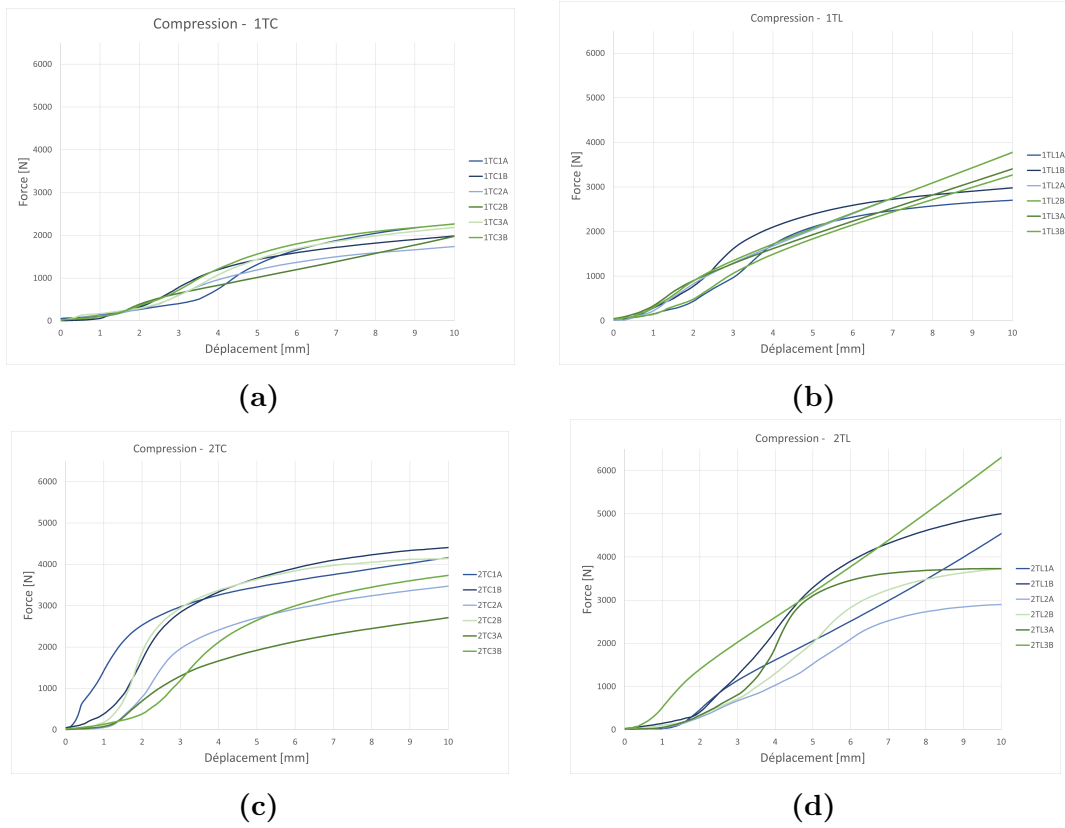 Compression - 1TC
6000
5000
4000
3000
2000
1000
0
Force [N]
0 1 2 3 4 5 6 7 8 9 10
Déplacement [mm]
1TC1A
1TC1B
1TC2A
1TC2B
1TC3A
1TC3B
(a)
Compression - 1TL
6000
5000
4000
3000
2000
1000
0
Force [N]
0 1 2 3 4 5 6 7 8 9 10
Déplacement [mm]
1TL1A
1TL1B
1TL2A
1TL2B
1TL3A
1TL3B
(b)
Compression - 2TC
6000
5000
4000
3000
2000
1000
0
Force [N]
0 1 2 3 4 5 6 7 8 9 10
Déplacement [mm]
2TC1A
2TC1B
2TC2A
2TC2B
2TC3A
2TC3B
(c)
Compression - 2TL
6000
5000
4000
3000
2000
1000
0
Force [N]
0 1 2 3 4 5 6 7 8 9 10
Déplacement [mm]
2TL1A
2TL1B
2TL2A
2TL2B
2TL3A
2TL3B
(d)